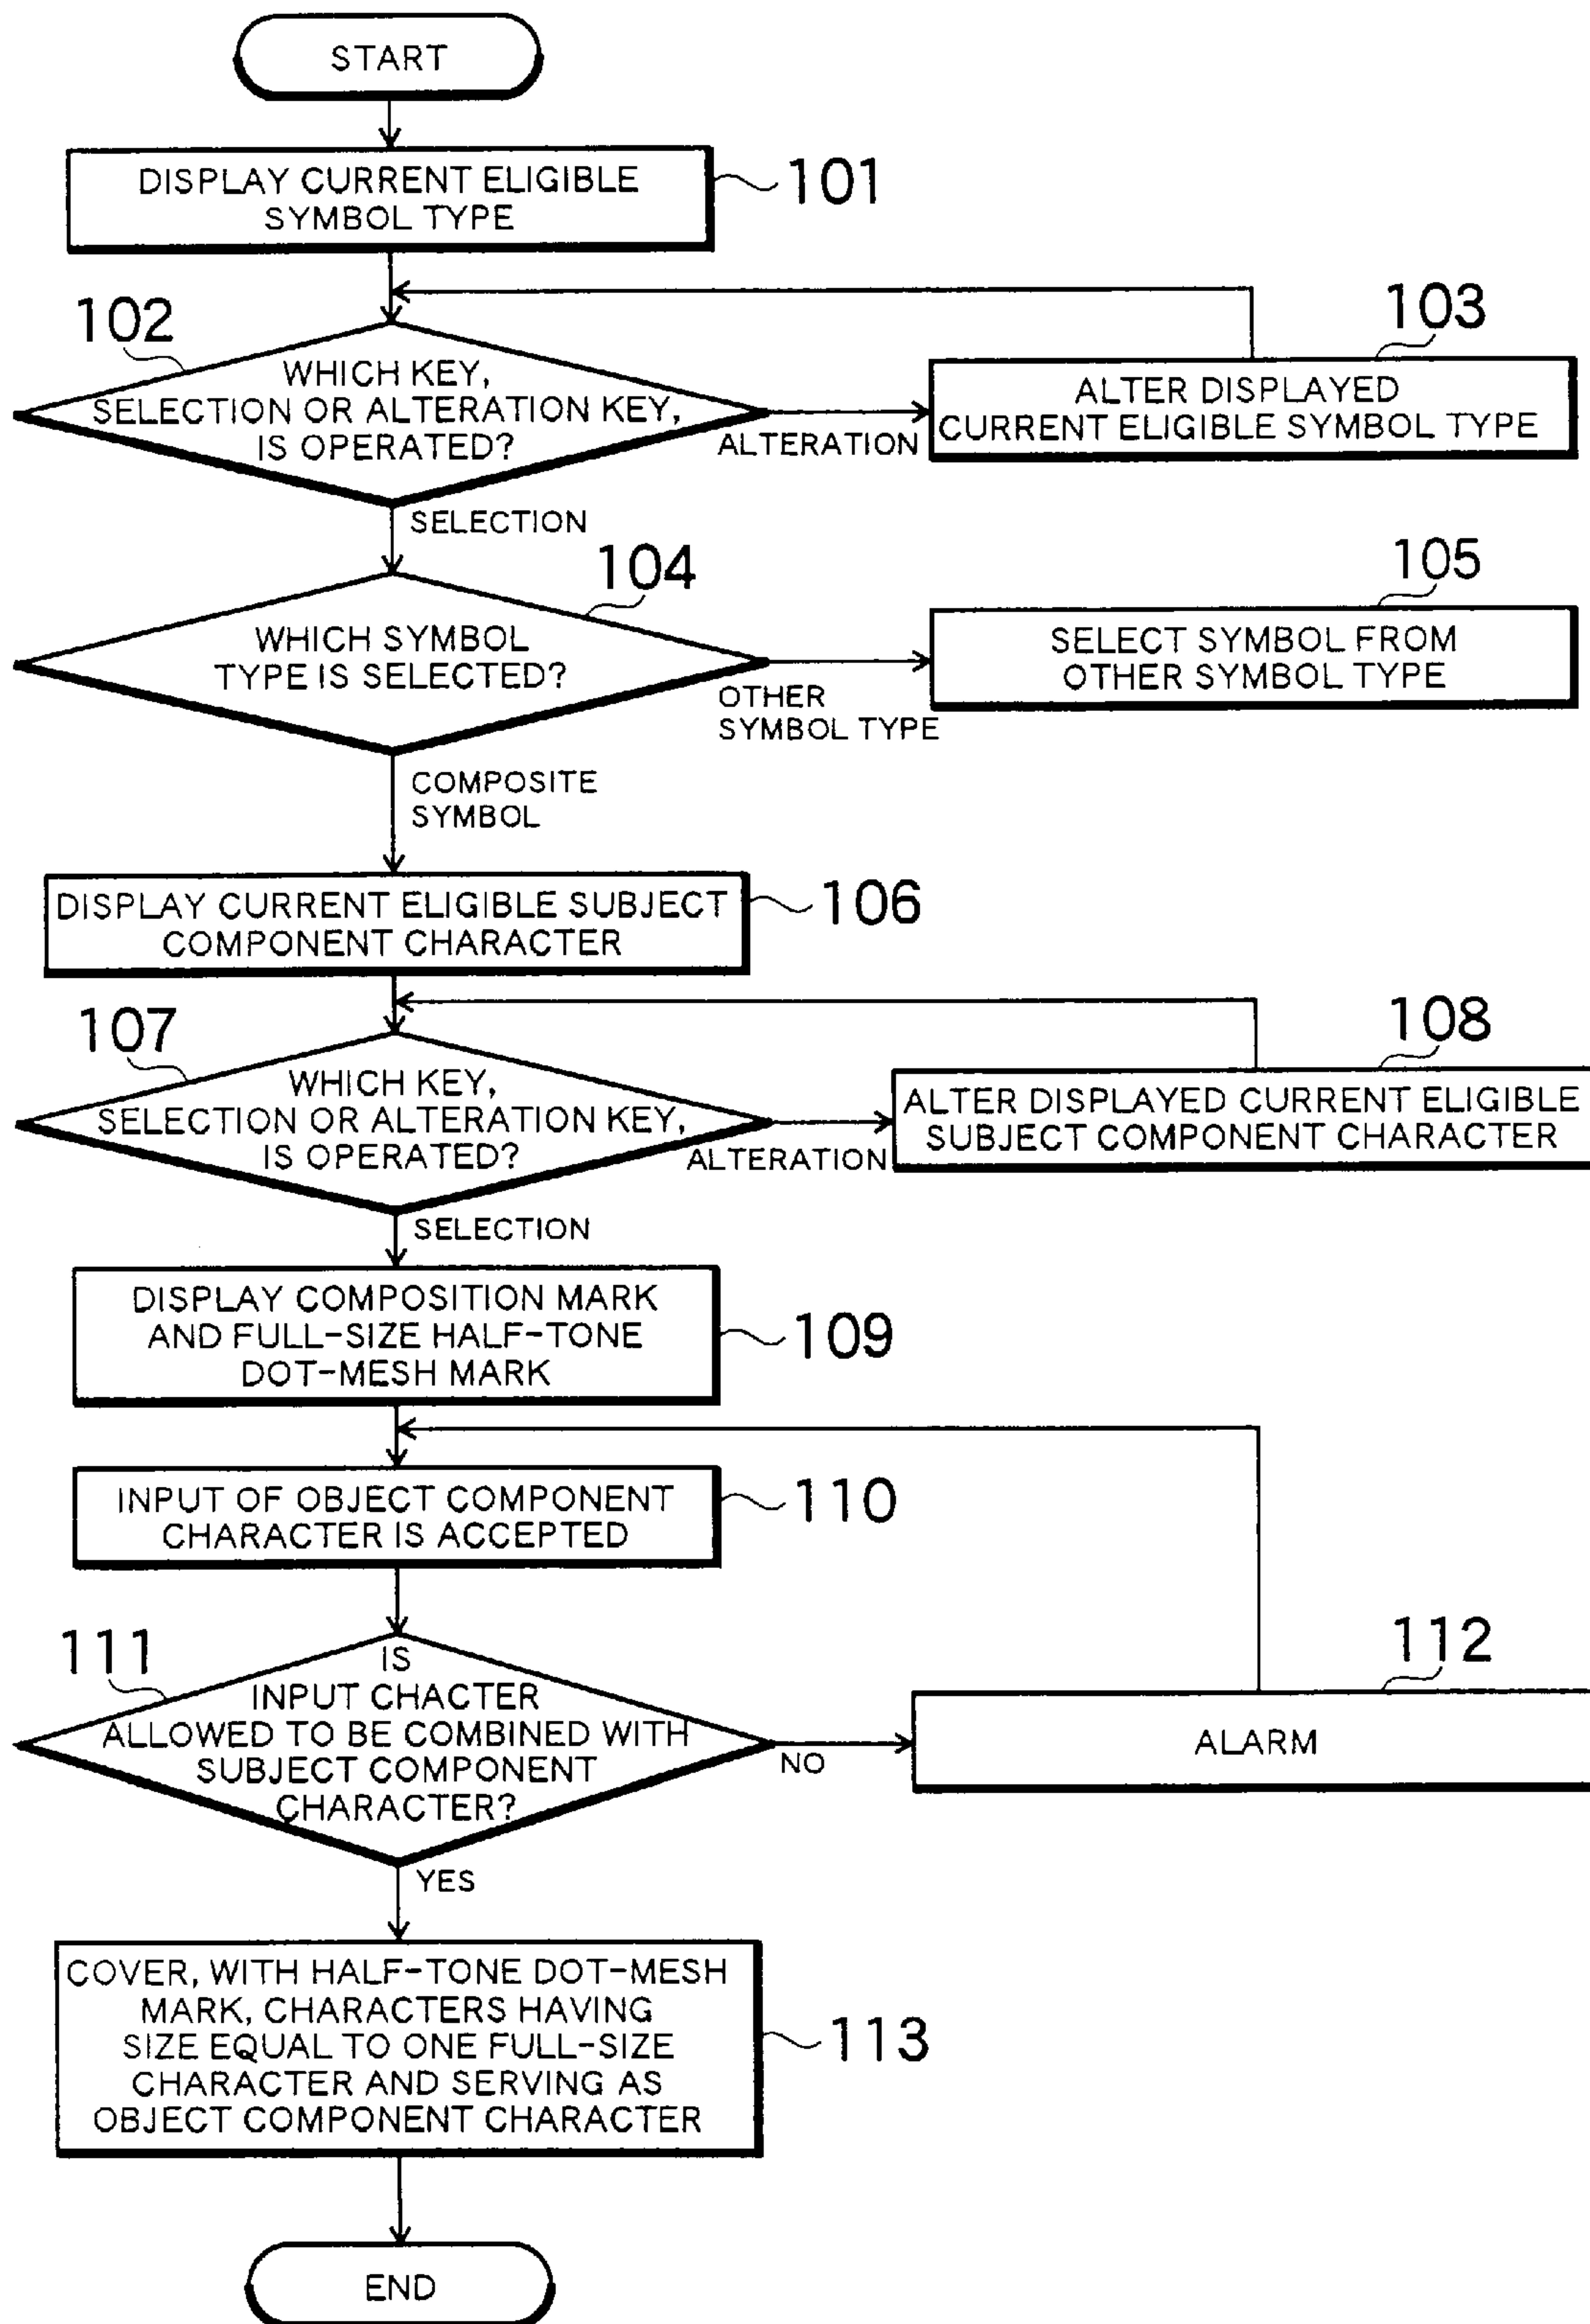 START
DISPLAY CURRENT ELIGIBLE
SYMBOL TYPE
101
102
WHICH KEY,
SELECTION OR ALTERATION KEY,
IS OPERATED?
ALTERATION
103
ALTER DISPLAYED
CURRENT ELIGIBLE SYMBOL TYPE
SELECTION
104
WHICH SYMBOL
TYPE IS SELECTED?
OTHER
SYMBOL TYPE
105
SELECT SYMBOL FROM
OTHER SYMBOL TYPE
COMPOSITE
SYMBOL
DISPLAY CURRENT ELIGIBLE SUBJECT
COMPONENT CHARACTER
106
107
WHICH KEY,
SELECTION OR ALTERATION KEY,
IS OPERATED?
ALTERATION
108
ALTER DISPLAYED CURRENT ELIGIBLE
SUBJECT COMPONENT CHARACTER
SELECTION
DISPLAY COMPOSITION MARK
AND FULL-SIZE HALF-TONE
DOT-MESH MARK
109
INPUT OF OBJECT COMPONENT
CHARACTER IS ACCEPTED
110
111
IS
INPUT CHACTER
ALLOWED TO BE COMBINED WITH
SUBJECT COMPONENT
CHARACTER?
NO
112
ALARM
YES
COVER, WITH HALF-TONE DOT-MESH
MARK, CHARACTERS HAVING
SIZE EQUAL TO ONE FULL-SIZE
CHARACTER AND SERVING AS
OBJECT COMPONENT CHARACTER
113
END